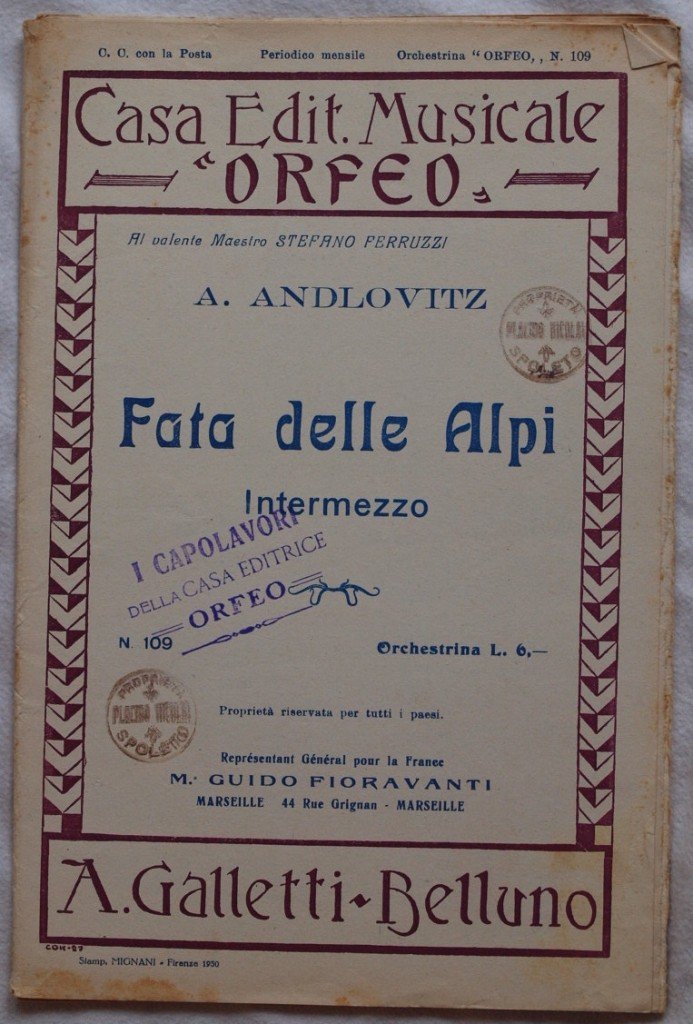 C. C. con la Posta Periodico mensile Orchestrina "ORFEO,, N. 109
Casa Edit. Musicale
"ORFEO„
Al valente Maestro STEFANO FERRUZZI
A. ANDLOVITZ
PROPRIETÀ
SPOLETO
Fata delle Alpi
Intermezzo
I CAPOLAVORI
DELLA CASA EDITRICE
ORFEO
N. 109
Orchestrina L. 6,—
PROPRIETÀ
SPOLETO
Proprietà riservata per tutti i paesi.
Représentant Général pour la France
M.° GUIDO FIORAVANTI
MARSEILLE 44 Rue Grignan - MARSEILLE
A. Galletti - Belluno
Stamp. MIGNANI - Firenze 1930